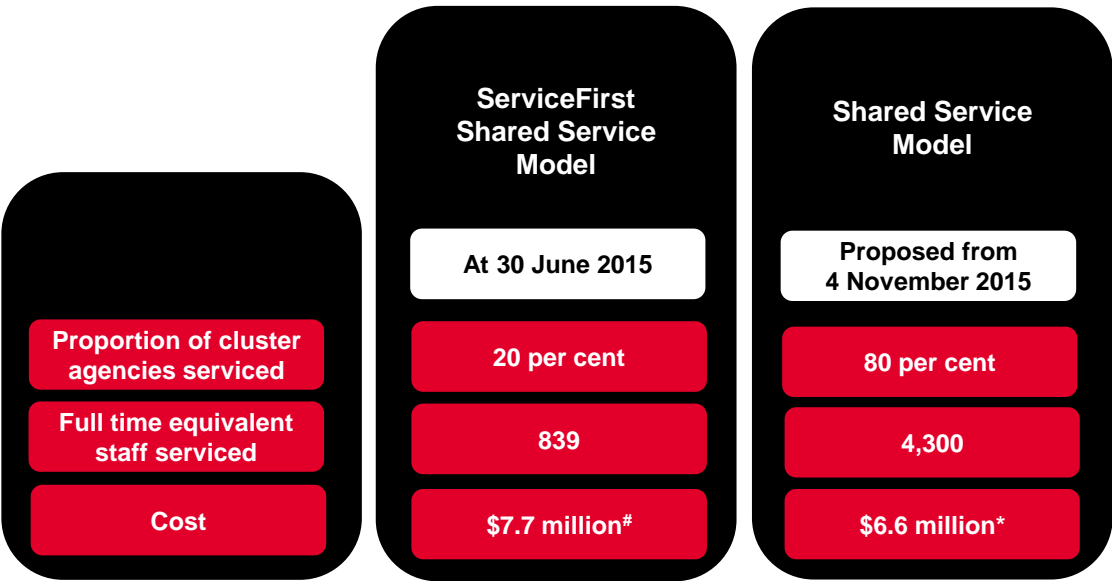 ServiceFirst
Shared Service
Model
Shared Service
Model
At 30 June 2015
Proposed from
4 November 2015
Proportion of cluster
agencies serviced
20 per cent
80 per cent
Full time equivalent
staff serviced
839
4,300
Cost
$7.7 million#
$6.6 million*